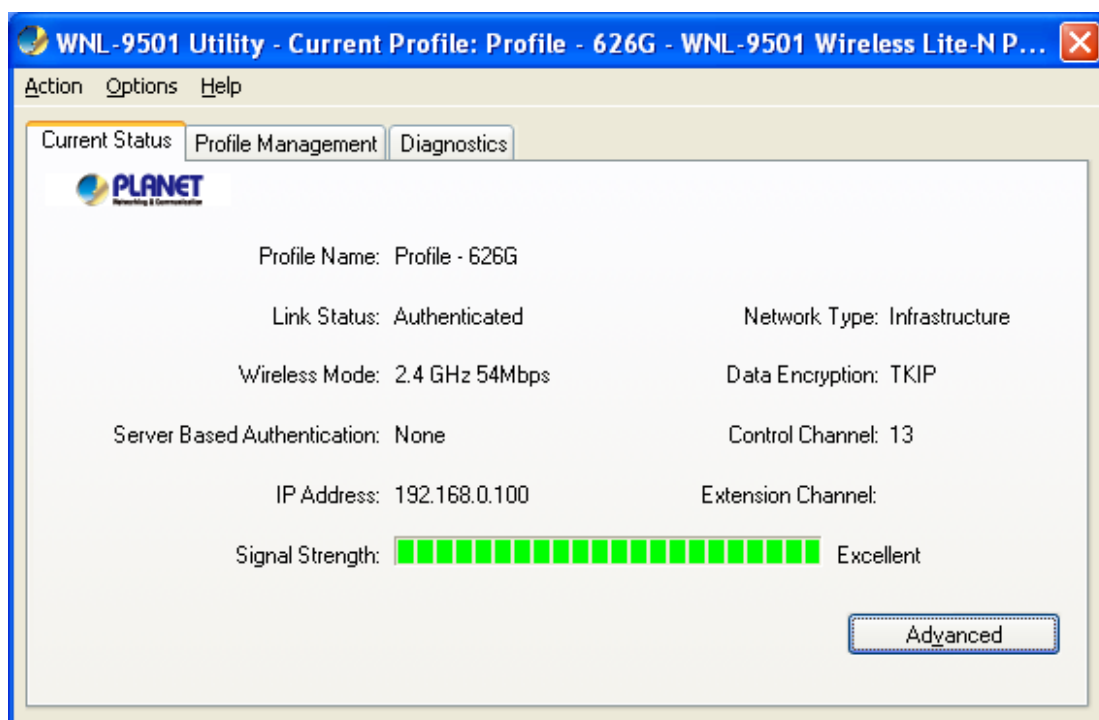 WNL-9501 Utility - Current Profile: Profile - 626G - WNL-9501 Wireless Lite-N P...
Action Options Help
Current Status Profile Management Diagnostics
PLANET
Networking & Communication
Profile Name: Profile - 626G
Link Status: Authenticated Network Type: Infrastructure
Wireless Mode: 2.4 GHz 54Mbps Data Encryption: TKIP
Server Based Authentication: None Control Channel: 13
IP Address: 192.168.0.100 Extension Channel:
Signal Strength: Excellent
Advanced